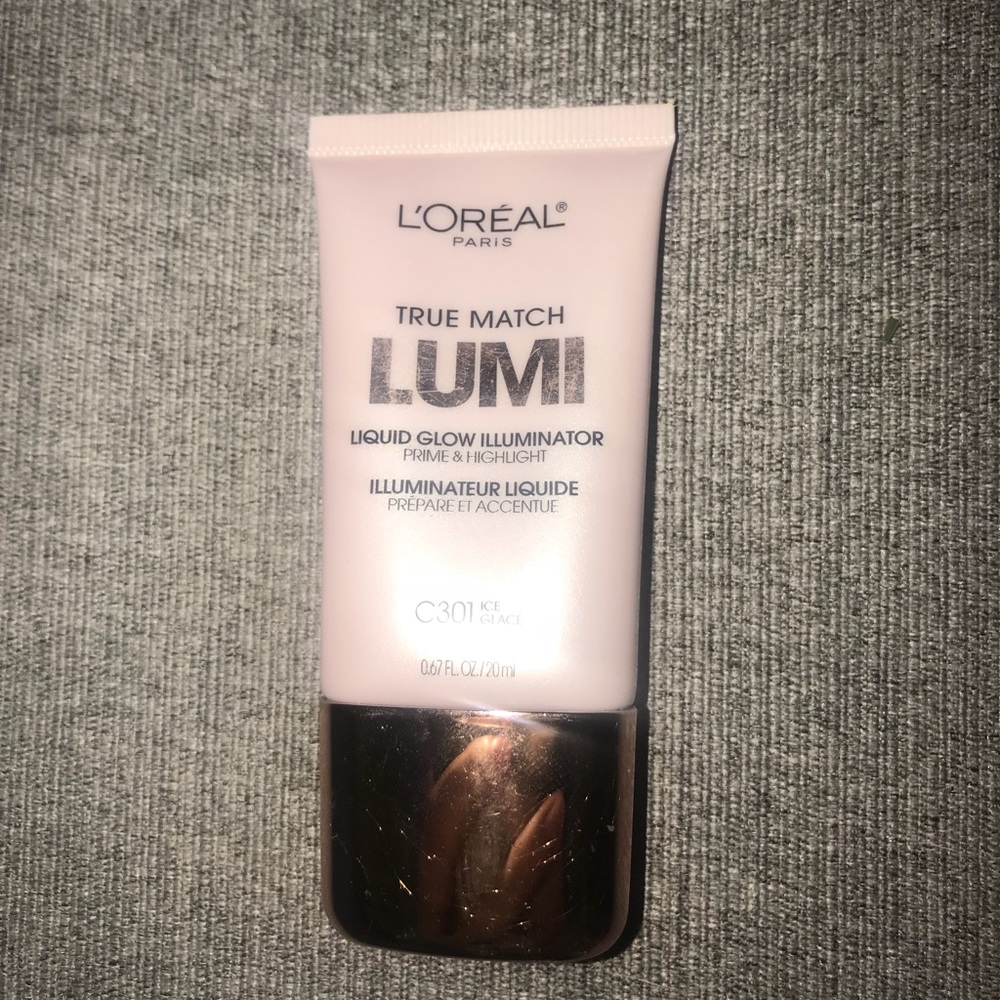 L'ORÉAL®
PARIS
TRUE MATCH
LUMI
LIQUID GLOW ILLUMINATOR
PRIME & HIGHLIGHT
ILLUMINATEUR LIQUIDE
PRÉPARE ET ACCENTUE
C301 ICE
GLACE
0.67 FL. OZ. / 20 ml